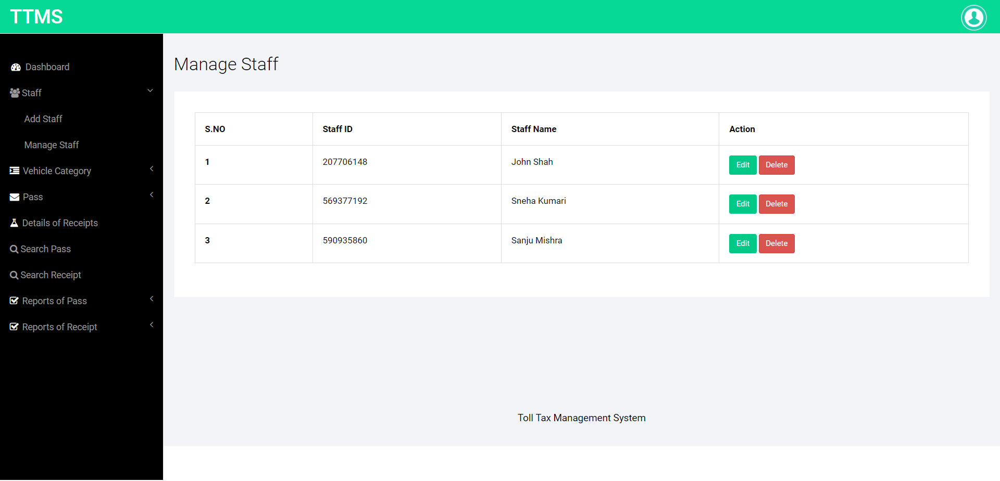 TTMS
Dashboard
Staff
Add Staff
Manage Staff
Vehicle Category
Pass
Details of Receipts
Search Pass
Search Receipt
Reports of Pass
Reports of Receipt
Manage Staff
S.NO Staff ID Staff Name Action
1 207706148 John Shah Edit Delete
2 569377192 Sneha Kumari Edit Delete
3 590935860 Sanju Mishra Edit Delete
Toll Tax Management System